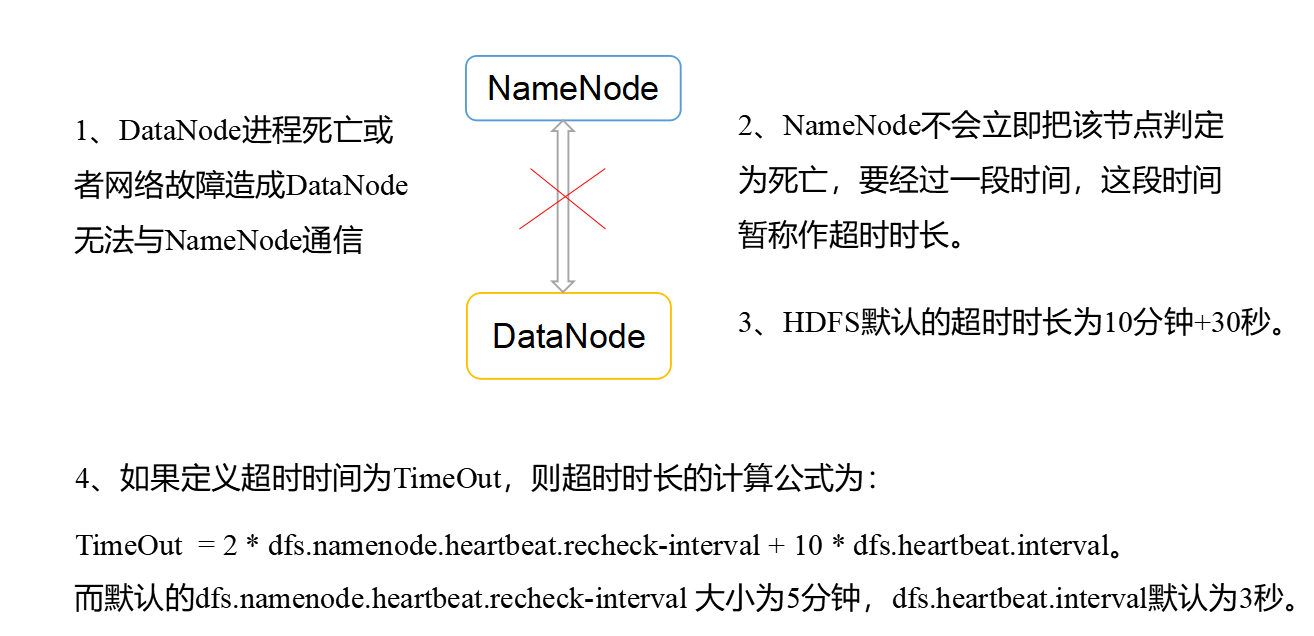 NameNode
1、DataNode进程死亡或
者网络故障造成DataNode
无法与NameNode通信
2、NameNode不会立即把该节点判定
为死亡，要经过一段时间，这段时间
暂称作超时时长。
3、HDFS默认的超时时长为10分钟+30秒。
DataNode
4、如果定义超时时间为TimeOut，则超时时长的计算公式为：
TimeOut  = 2 * dfs.namenode.heartbeat.recheck-interval + 10 * dfs.heartbeat.interval。
而默认的dfs.namenode.heartbeat.recheck-interval 大小为5分钟，dfs.heartbeat.interval默认为3秒。